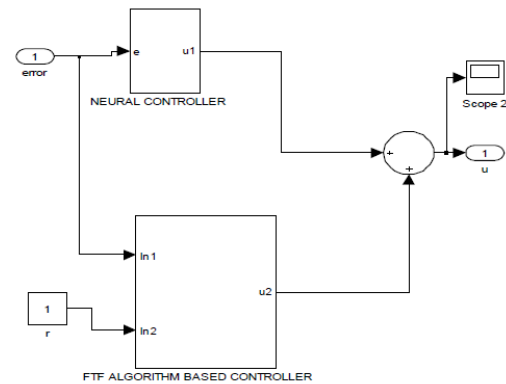 1
error
e
u1
NEURAL CONTROLLER
Scope 2
+
+
1
u
In1
u2
1
r
In2
FTF ALGORITHM BASED CONTROLLER